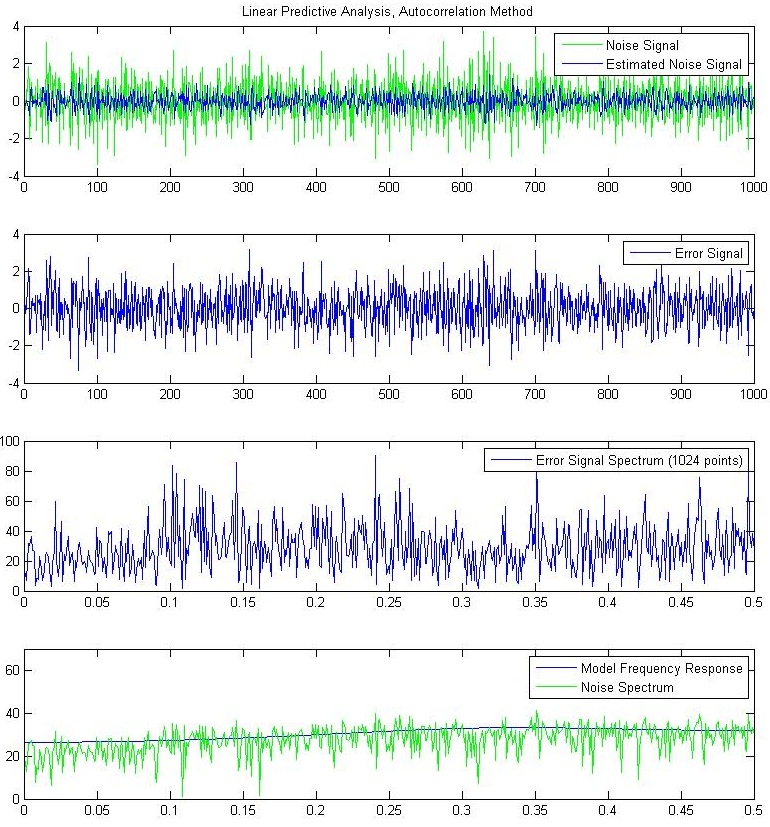 Linear Predictive Analysis, Autocorrelation Method
4
2
0
-2
-4
Noise Signal
Estimated Noise Signal
0 100 200 300 400 500 600 700 800 900 1000
4
2
0
-2
-4
Error Signal
0 100 200 300 400 500 600 700 800 900 1000
100
80
60
40
20
0
Error Signal Spectrum (1024 points)
0 0.05 0.1 0.15 0.2 0.25 0.3 0.35 0.4 0.45 0.5
60
40
20
0
Model Frequency Response
Noise Spectrum
0 0.05 0.1 0.15 0.2 0.25 0.3 0.35 0.4 0.45 0.5